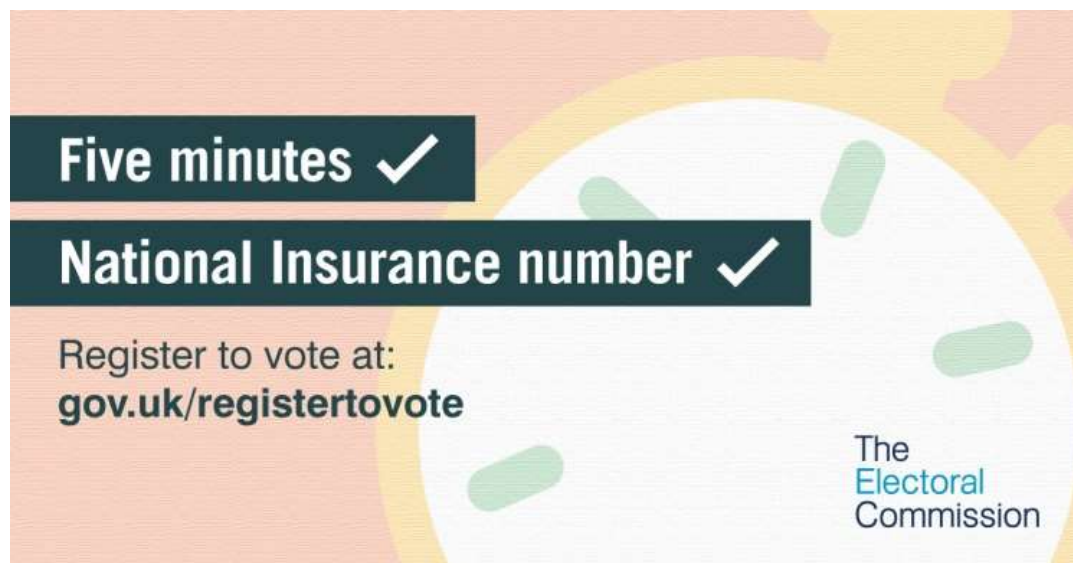 Five minutes ✓
National Insurance number ✓
Register to vote at:
gov.uk/registertovote
The
Electoral
Commission